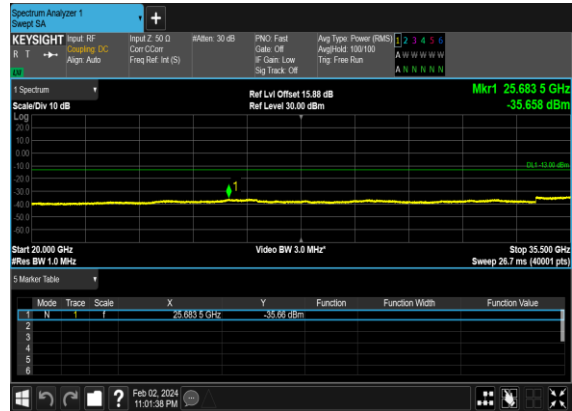 Spectrum Analyzer 1
Swept SA
+
KEYSIGHT Input: RF Input Z: 50 Ω #Atten: 30 dB PNO: Fast Avg Type: Power (RMS) 1 2 3 4 5 6
R T Coupling: DC Corr CCorr Gate: Off Avg|Hold: 100/100 A W W W W W
Align: Auto Freq Ref: Int (S) IF Gain: Low Trig: Free Run
Sig Track: Off A N N N N N
1 Spectrum Ref Lvl Offset 15.88 dB Mkr1 25.683 5 GHz
Scale/Div 10 dB Ref Level 30.00 dBm -35.658 dBm
Log
20.0
10.0
0.00
-10.0 DL1 -13.00 dBm
-20.0
-30.0 1
-40.0
-50.0
-60.0
Start 20.000 GHz Video BW 3.0 MHz* Stop 35.500 GHz
#Res BW 1.0 MHz Sweep 26.7 ms (40001 pts)
5 Marker Table
Mode Trace Scale X Y Function Function Width Function Value
1 N 1 f 25.683 5 GHz -35.66 dBm
2
3
4
5
6
? Feb 02, 2024
11:01:38 PM